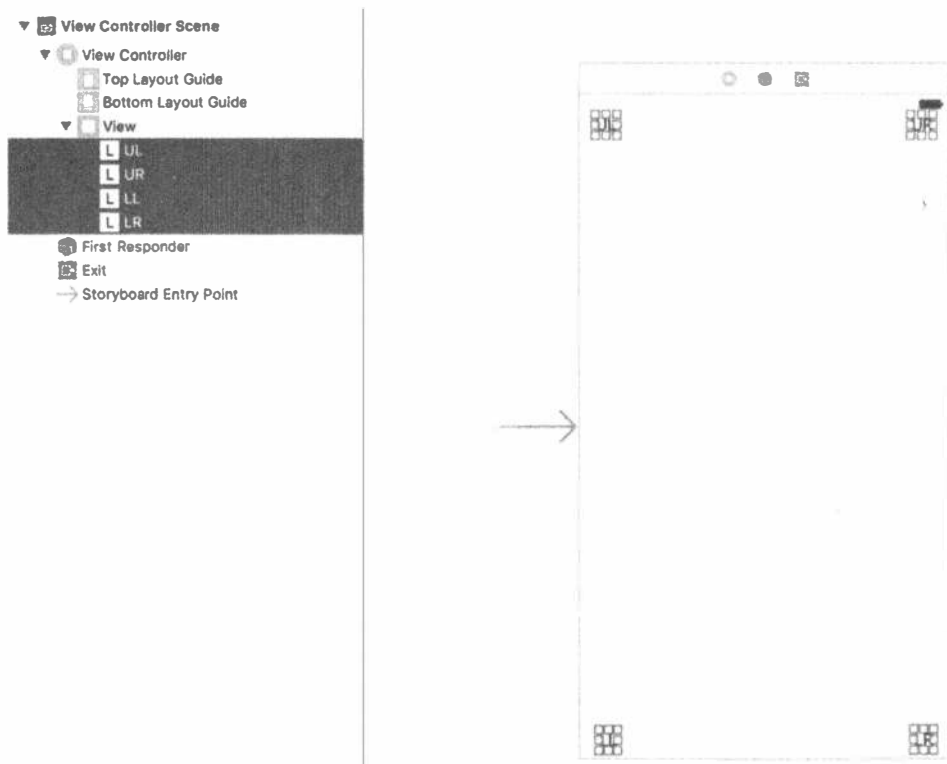 View Controller Scene
View Controller
Top Layout Guide
Bottom Layout Guide
View
L UL
L UR
L LL
L LR
First Responder
Exit
Storyboard Entry Point
UL UR
LL LR